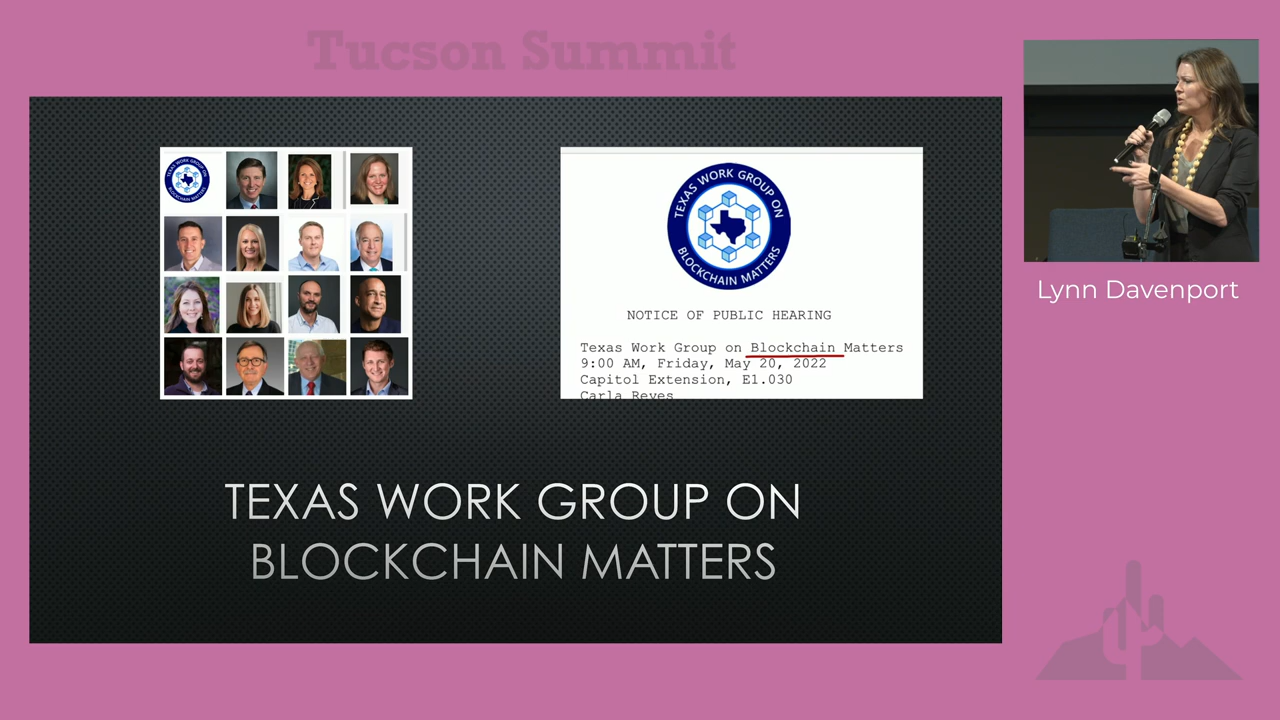 Tucson Summit
TEXAS WORK GROUP ON
BLOCKCHAIN MATTERS
TEXAS WORK GROUP ON
BLOCKCHAIN MATTERS
NOTICE OF PUBLIC HEARING
Texas Work Group on Blockchain Matters
9:00 AM, Friday, May 20, 2022
Capitol Extension, E1.030
Carla Reyes
TEXAS WORK GROUP ON
BLOCKCHAIN MATTERS
Lynn Davenport